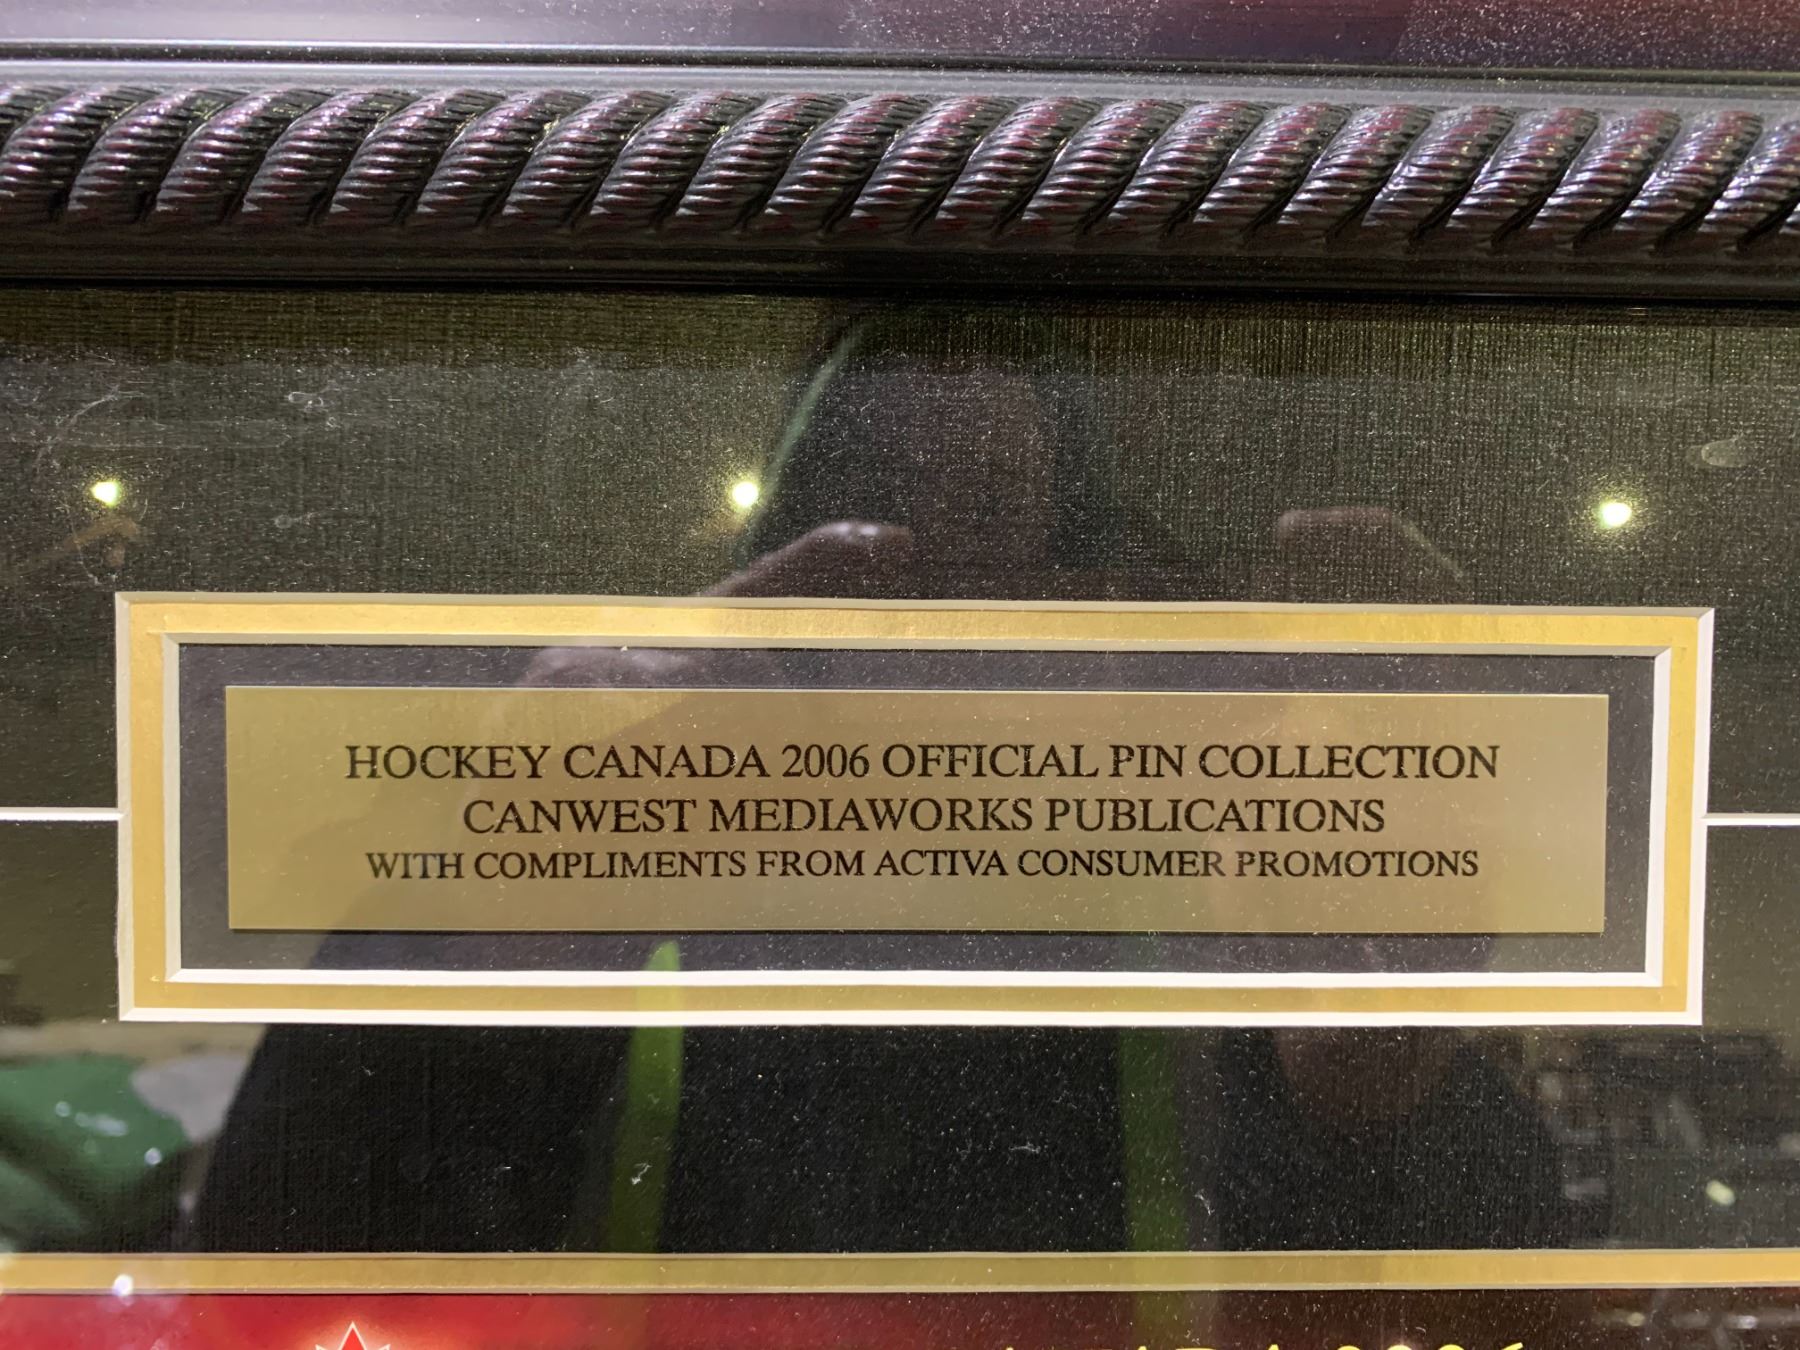 HOCKEY CANADA 2006 OFFICIAL PIN COLLECTION
CANWEST MEDIAWORKS PUBLICATIONS
WITH COMPLIMENTS FROM ACTIVA CONSUMER PROMOTIONS